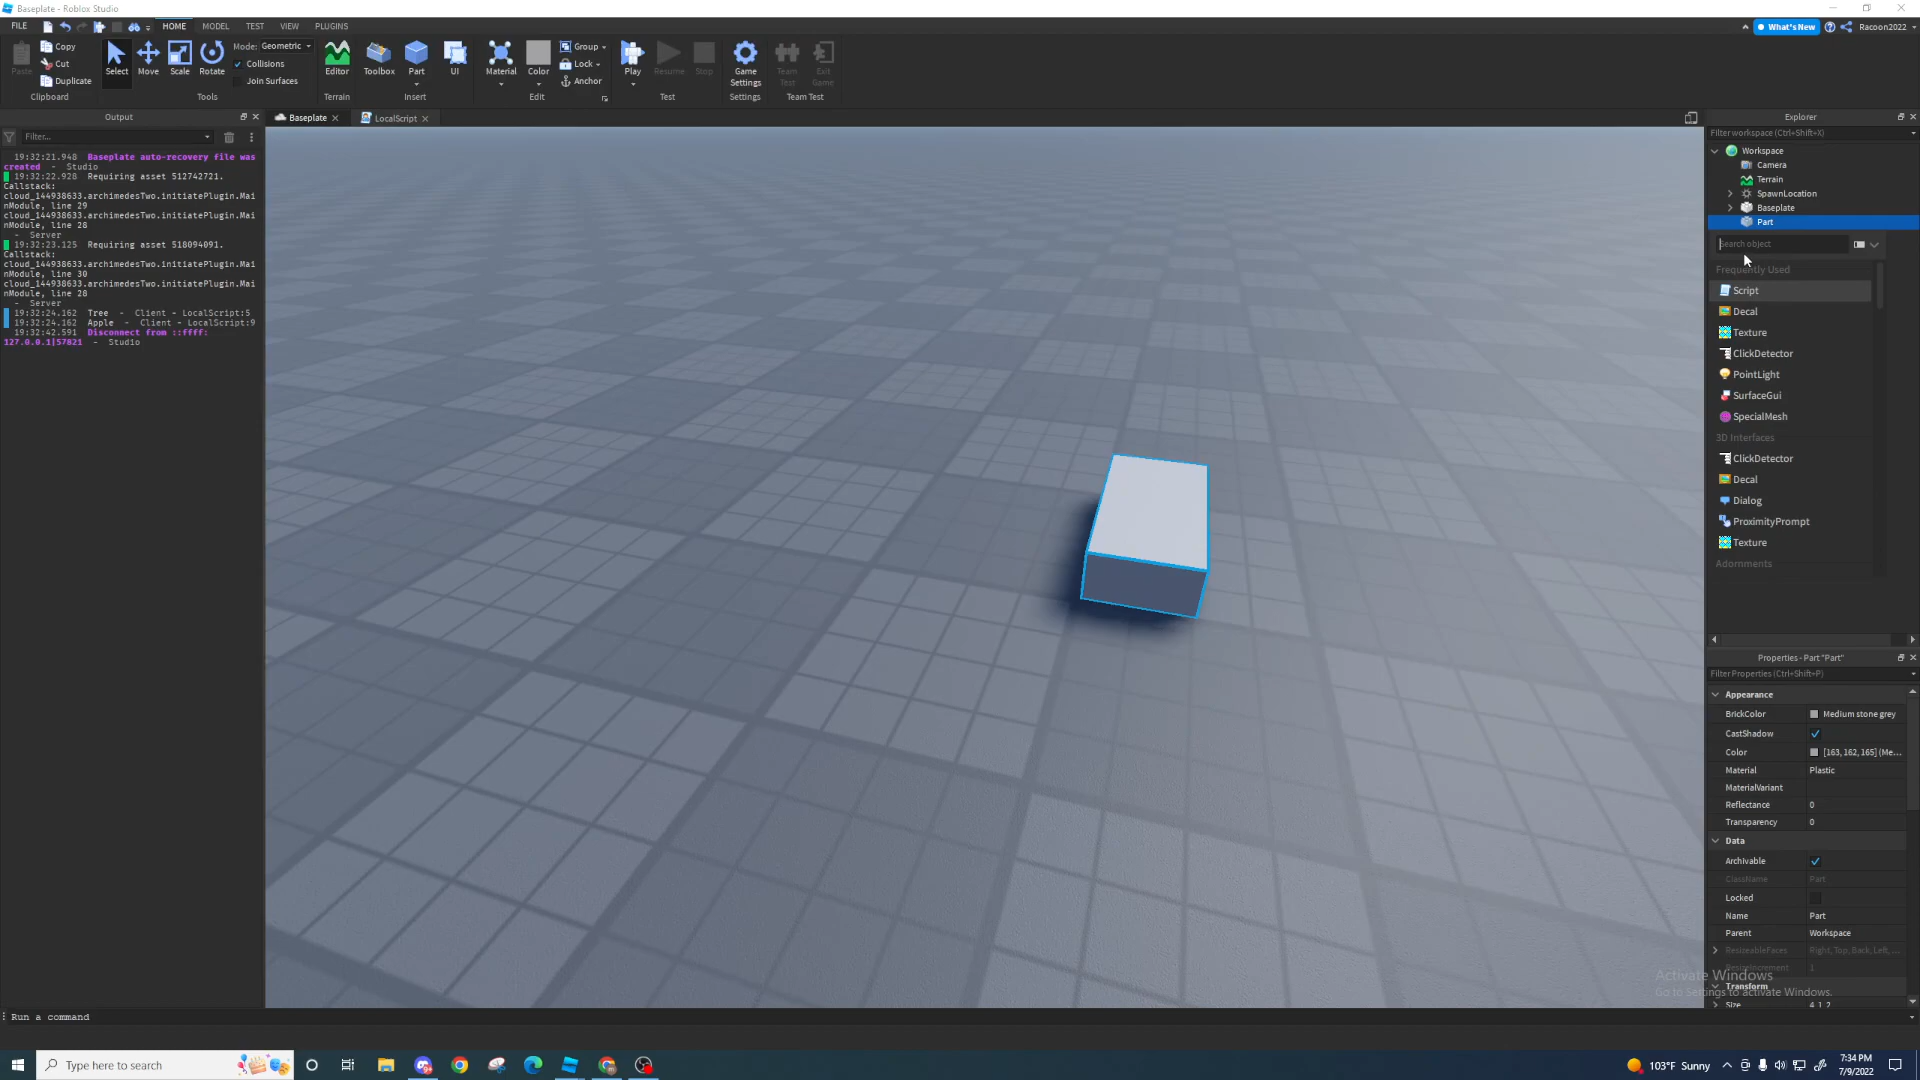 Baseplate - Roblox Studio
FILE HOME MODEL TEST VIEW PLUGINS What's New Racoon2022
Paste Copy Cut Duplicate Clipboard
Select Move Scale Rotate Mode: Geometric Collisions Join Surfaces Tools
Editor Terrain
Toolbox Part UI Insert
Material Color Group Lock Anchor Edit
Play Resume Stop Test
Game Settings Settings
Team Test Exit Game Team Test
Output
Filter...
19:32:21.948 Baseplate auto-recovery file was
created - Studio
19:32:22.928 Requiring asset 512742721.
Callstack:
cloud_144938633.archimedesTwo.initiatePlugin.Mai
nModule, line 29
cloud_144938633.archimedesTwo.initiatePlugin.Mai
nModule, line 28
- Server
19:32:23.125 Requiring asset 518094091.
Callstack:
cloud_144938633.archimedesTwo.initiatePlugin.Mai
nModule, line 30
cloud_144938633.archimedesTwo.initiatePlugin.Mai
nModule, line 28
- Server
19:32:24.162 Tree - Client - LocalScript:5
19:32:24.162 Apple - Client - LocalScript:9
19:32:42.591 Disconnect from ::ffff:
127.0.0.1|57821 - Studio
Baseplate LocalScript
Explorer
Filter workspace (Ctrl+Shift+X)
Workspace
Camera
Terrain
SpawnLocation
Baseplate
Part
Search object
Frequently Used
Script
Decal
Texture
ClickDetector
PointLight
SurfaceGui
SpecialMesh
3D Interfaces
ClickDetector
Decal
Dialog
ProximityPrompt
Texture
Adornments
Properties - Part "Part"
Filter Properties (Ctrl+Shift+P)
Appearance
BrickColor Medium stone grey
CastShadow
Color [163, 162, 165] (Me...
Material Plastic
MaterialVariant
Reflectance 0
Transparency 0
Data
Archivable
ClassName Part
Locked
Name Part
Parent Workspace
ResizeableFaces Right, Top, Back, Left, ...
ResizeIncrement 1
Transform
Size 4, 1, 2
Activate Windows
Go to Settings to activate Windows.
Run a command
Type here to search
103°F Sunny
7:34 PM
7/9/2022